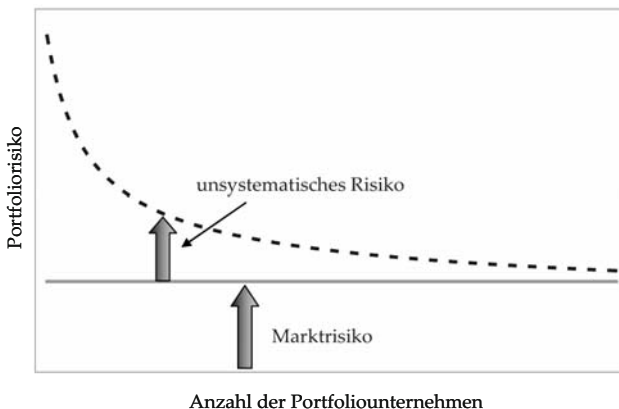 Portfoliorisiko
unsystematisches Risiko
Marktrisiko
Anzahl der Portfoliounternehmen